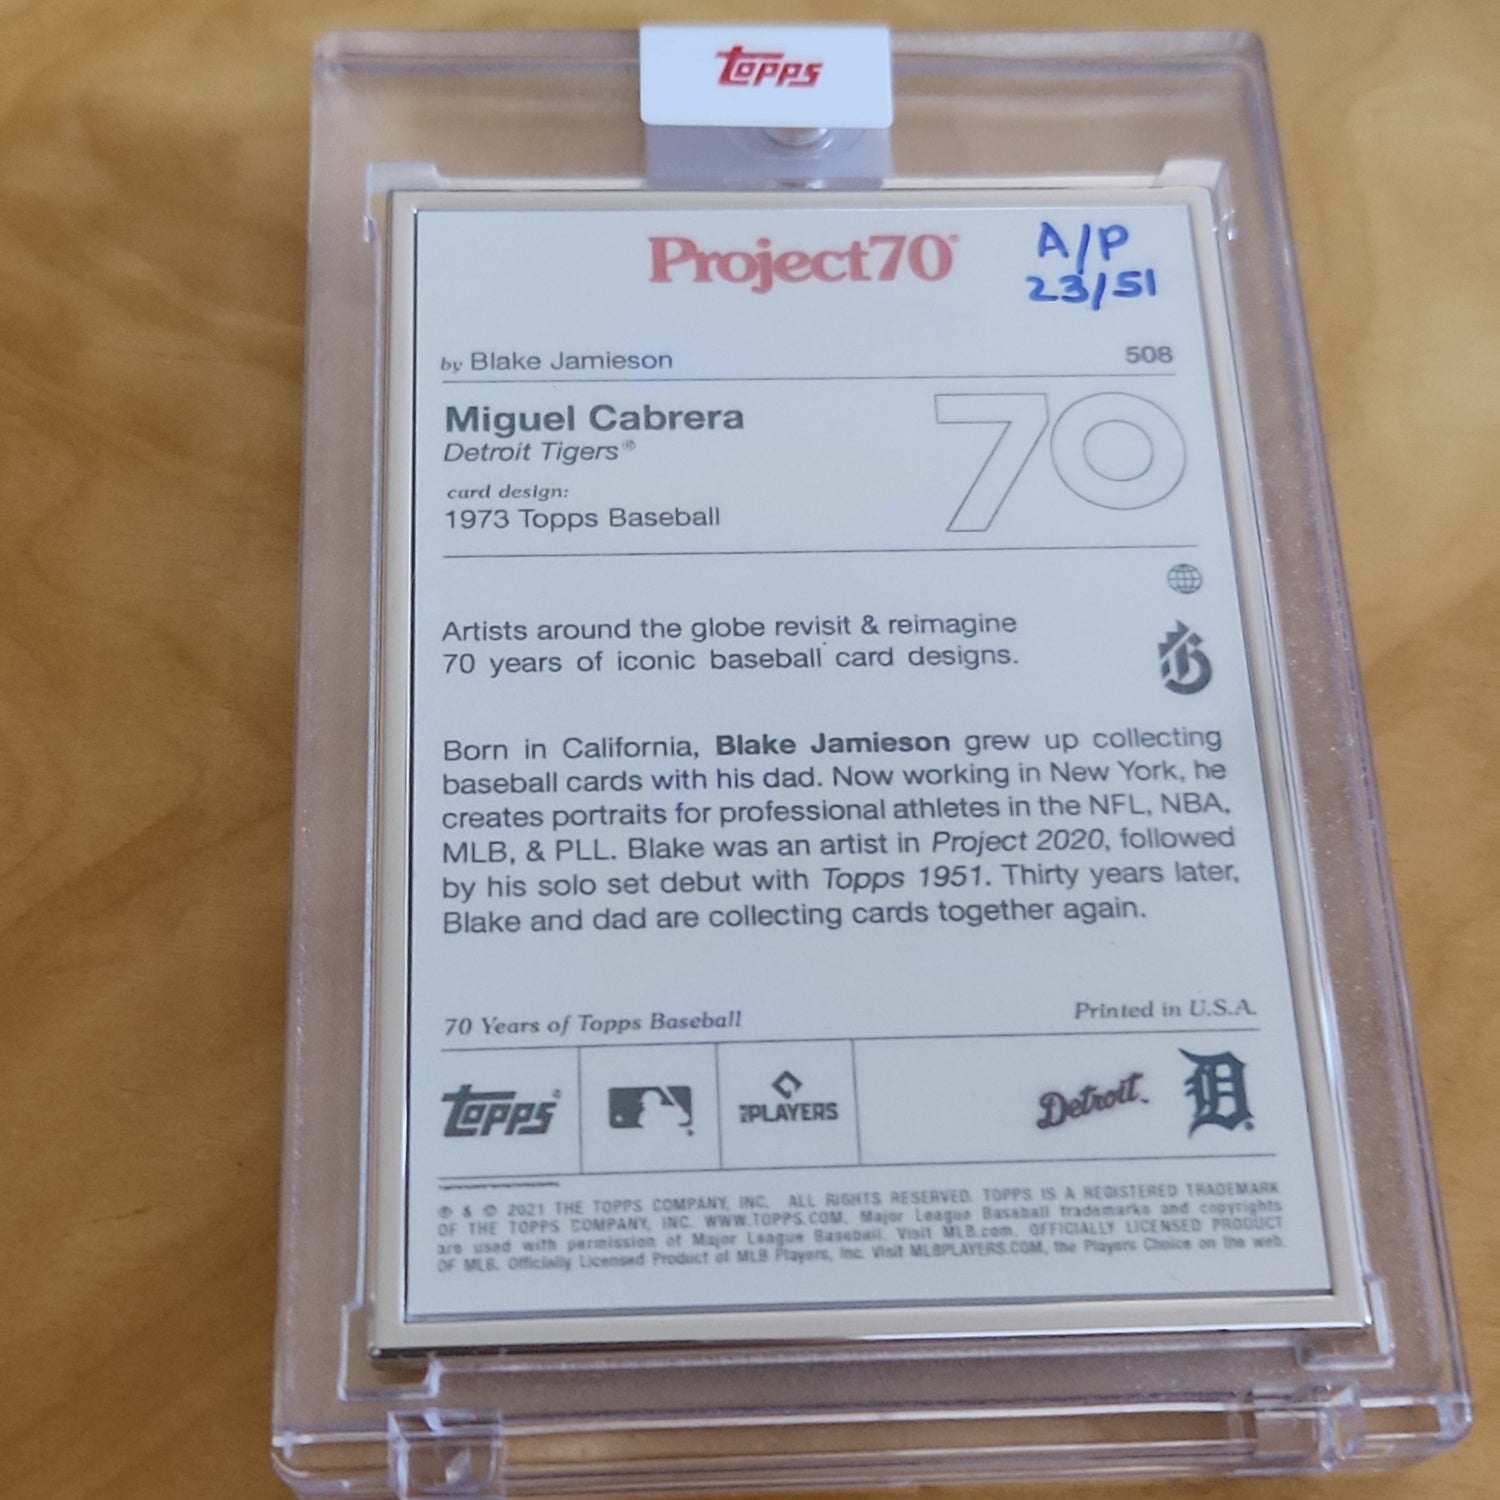 topps
Project70®
A/P
23/51
by Blake Jamieson
508
Miguel Cabrera
Detroit Tigers®
card design:
1973 Topps Baseball
70
Artists around the globe revisit & reimagine
70 years of iconic baseball card designs.
Born in California, Blake Jamieson grew up collecting
baseball cards with his dad. Now working in New York, he
creates portraits for professional athletes in the NFL, NBA,
MLB, & PLL. Blake was an artist in Project 2020, followed
by his solo set debut with Topps 1951. Thirty years later,
Blake and dad are collecting cards together again.
70 Years of Topps Baseball
Printed in U.S.A.
topps®
PLAYERS
Detroit
D
® & © 2021 THE TOPPS COMPANY, INC. ALL RIGHTS RESERVED. TOPPS IS A REGISTERED TRADEMARK
OF THE TOPPS COMPANY, INC. WWW.TOPPS.COM. Major League Baseball trademarks and copyrights
are used with permission of Major League Baseball. Visit MLB.com. OFFICIALLY LICENSED PRODUCT
OF MLB. Officially Licensed Product of MLB Players, Inc. Visit MLBPLAYERS.COM, the Players Choice on the web.